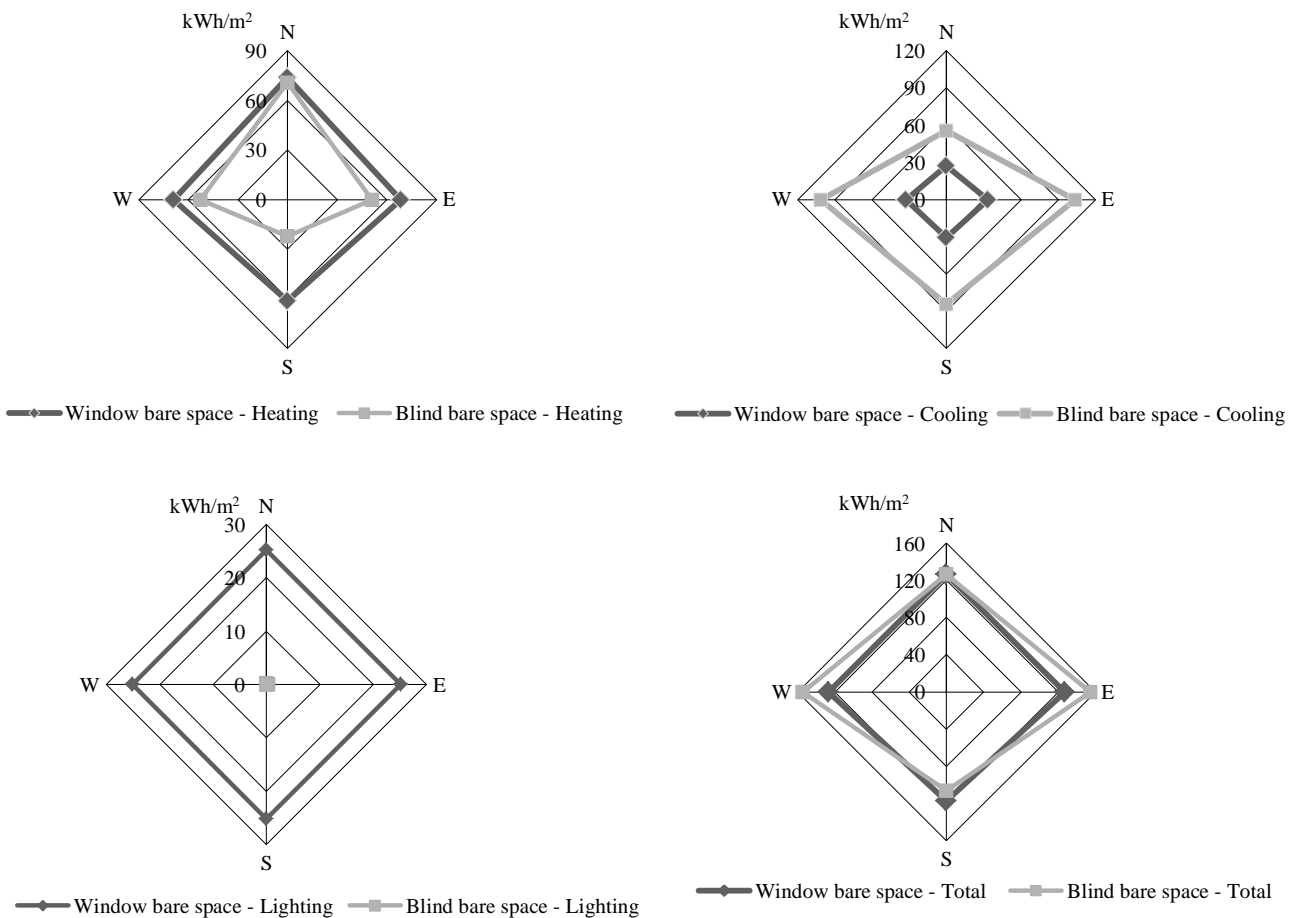 kWh/m²
N
90
60
30
0
W
E
S
Window bare space - Heating Blind bare space - Heating
kWh/m²
N
120
90
60
30
0
W
E
S
Window bare space - Cooling Blind bare space - Cooling
kWh/m²
N
30
20
10
0
W
E
S
Window bare space - Lighting Blind bare space - Lighting
kWh/m²
N
160
120
80
40
0
W
E
S
Window bare space - Total Blind bare space - Total